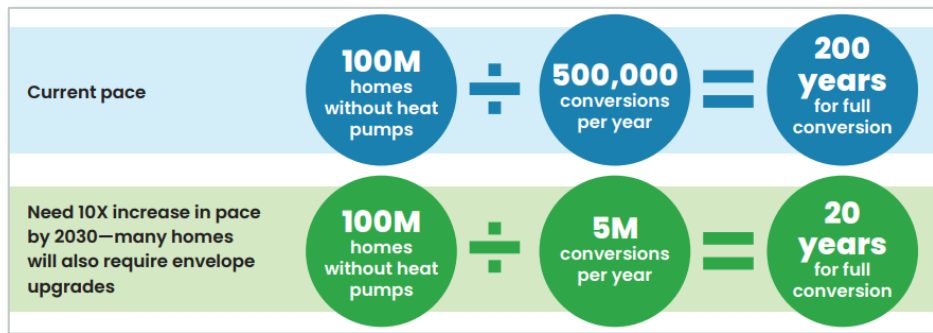 Current pace
100M
homes
without heat
pumps
÷
500,000
conversions
per year
=
200
years
for full
conversion
Need 10X increase in pace
by 2030—many homes
will also require envelope
upgrades
100M
homes
without heat
pumps
÷
5M
conversions
per year
=
20
years
for full
conversion